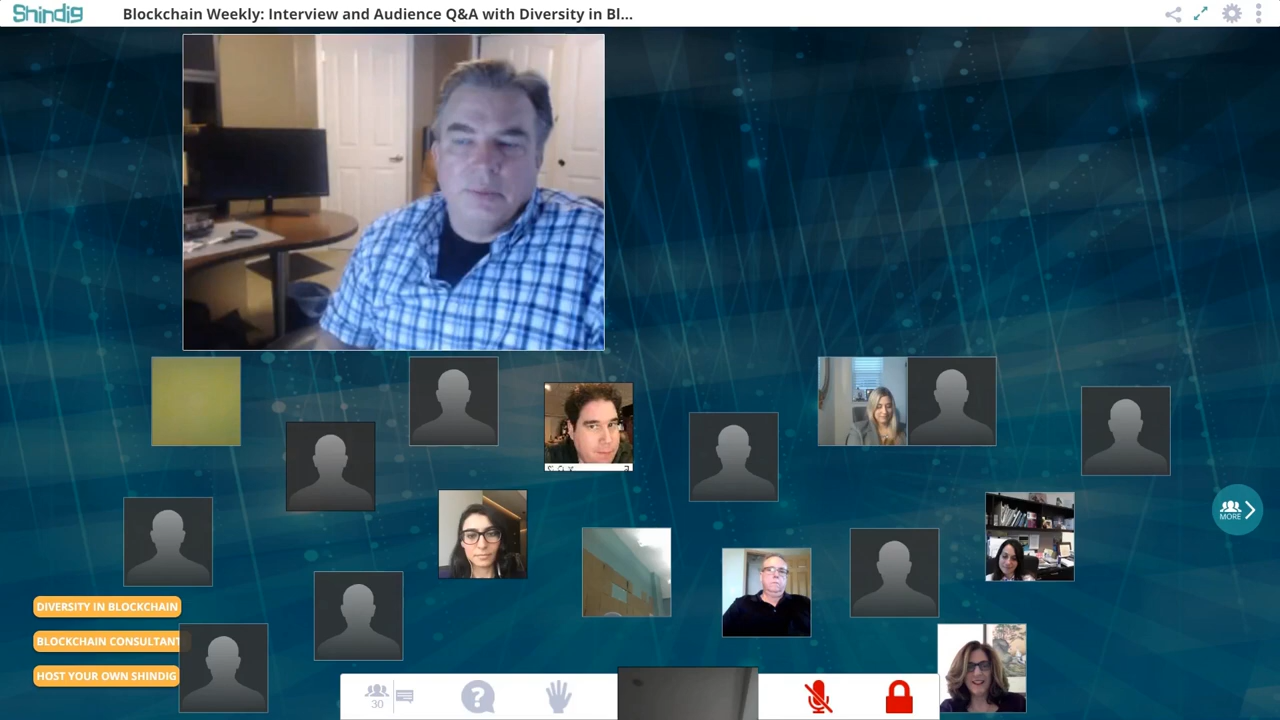 Shindig
Blockchain Weekly: Interview and Audience Q&A with Diversity in Bl...
MORE
DIVERSITY IN BLOCKCHAIN
BLOCKCHAIN CONSULTANT
HOST YOUR OWN SHINDIG
30